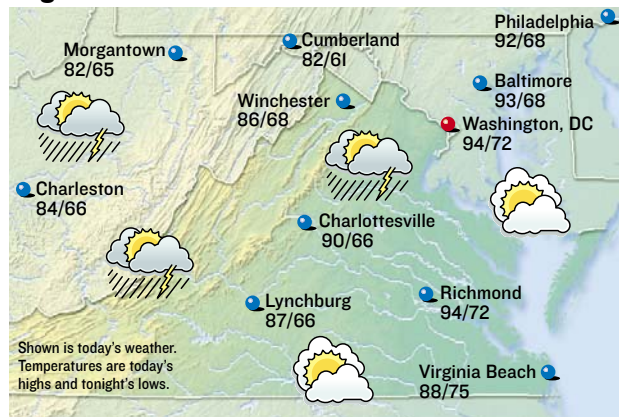 Philadelphia
92/68
Morgantown
82/65
Cumberland
82/61
Baltimore
93/68
Winchester
86/68
Washington, DC
94/72
Charleston
84/66
Charlottesville
90/66
Lynchburg
87/66
Richmond
94/72
Shown is today's weather.
Temperatures are today's
highs and tonight's lows.
Virginia Beach
88/75